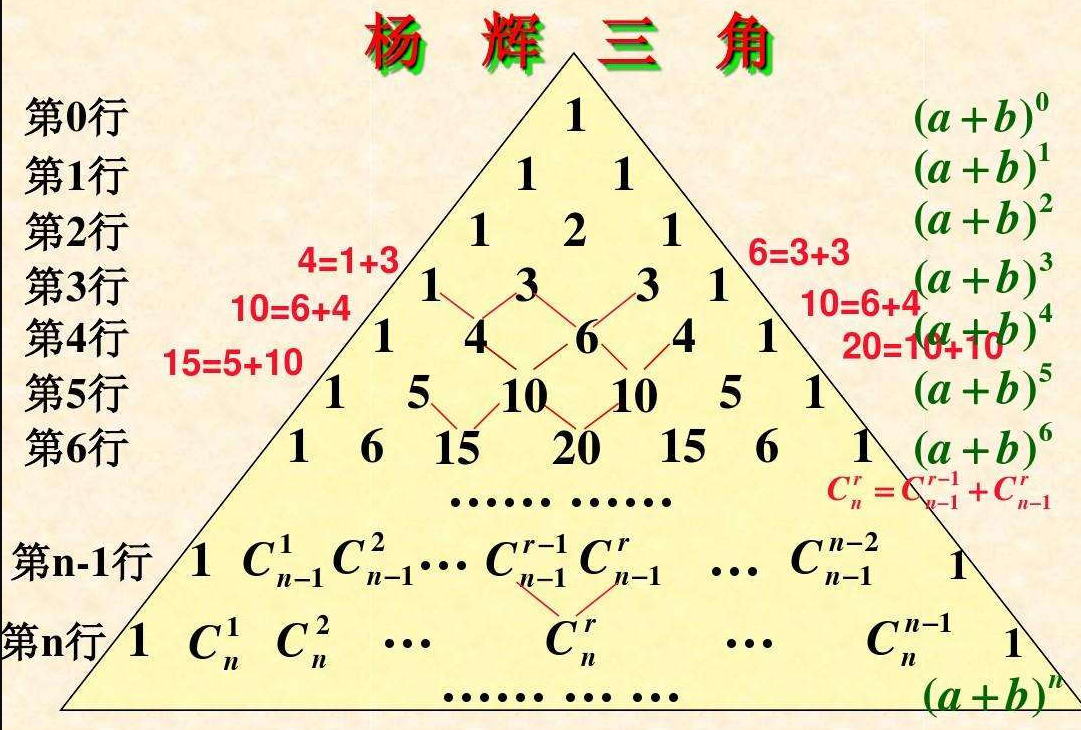 杨 辉 三 角
第0行 1 (a+b)^0
第1行 1 1 (a+b)^1
第2行 1 2 1 (a+b)^2
4=1+3 6=3+3
第3行 1 3 3 1 (a+b)^3
10=6+4 10=6+4
第4行 1 4 6 4 1 (a+b)^4
15=5+10 20=10+10
第5行 1 5 10 10 5 1 (a+b)^5
第6行 1 6 15 20 15 6 1 (a+b)^6
C_n^r = C_{n-1}^{r-1} + C_{n-1}^r
…… ……
第n-1行 1 C_{n-1}^1 C_{n-1}^2 … C_{n-1}^{r-1} C_{n-1}^r … C_{n-1}^{n-2} 1
第n行 1 C_n^1 C_n^2 … C_n^r … C_n^{n-1} 1
…… … … (a+b)^n